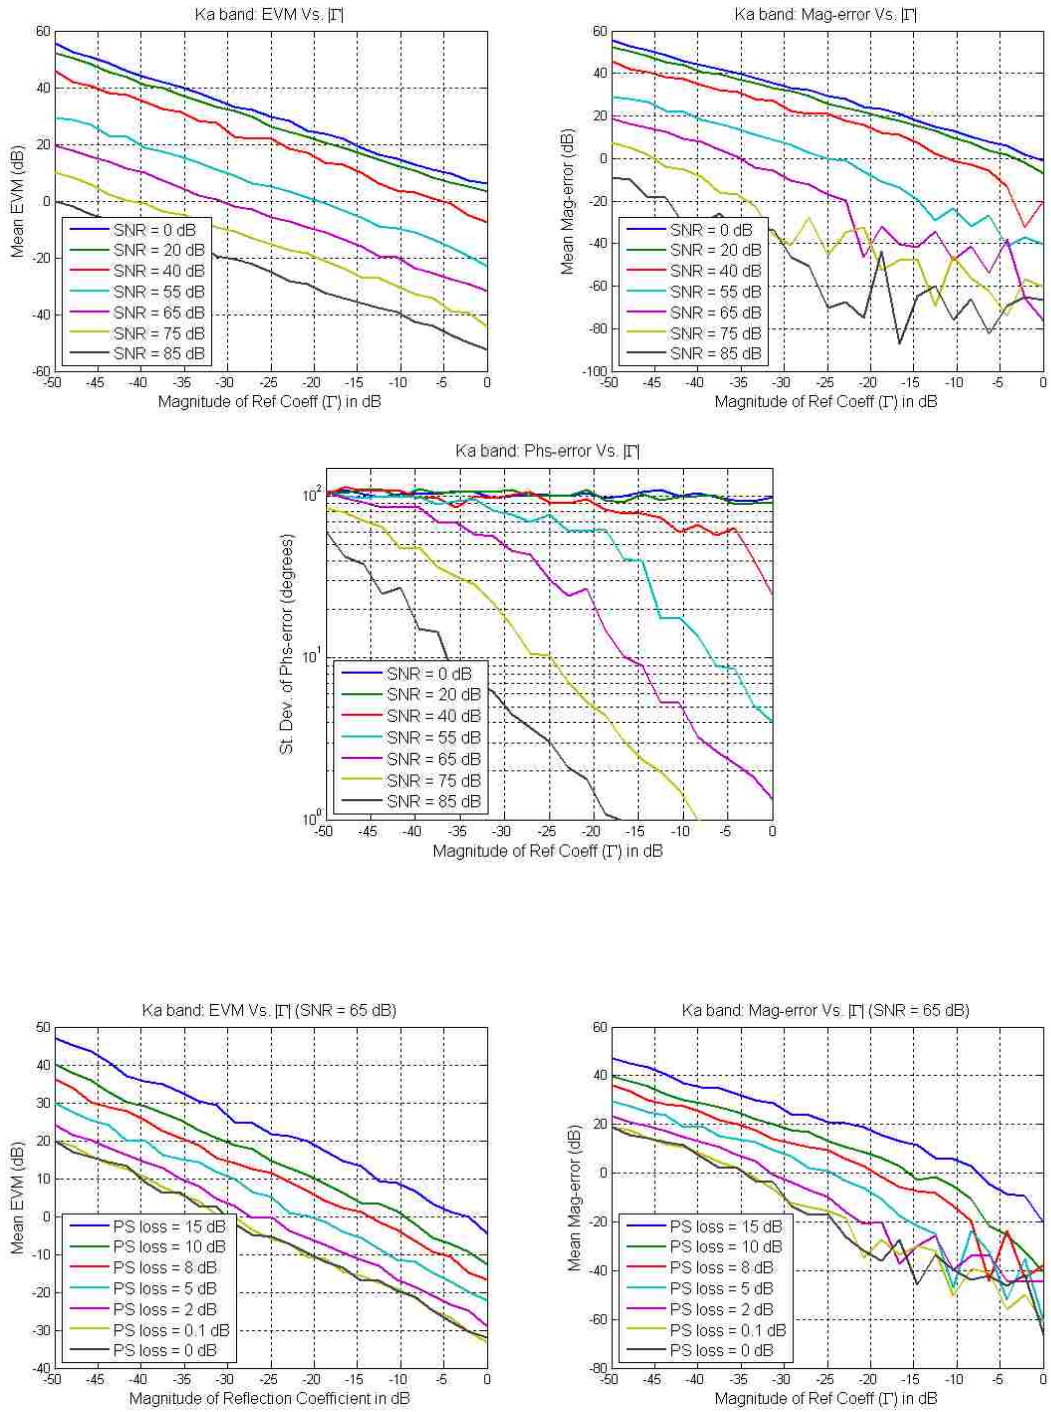 Ka band: EVM Vs. |Γ|
Mean EVM (dB)
60
40
20
0
-20
-40
-60
SNR = 0 dB
SNR = 20 dB
SNR = 40 dB
SNR = 55 dB
SNR = 65 dB
SNR = 75 dB
SNR = 85 dB
-50 -45 -40 -35 -30 -25 -20 -15 -10 -5 0
Magnitude of Ref Coeff (Γ) in dB
Ka band: Mag-error Vs. |Γ|
Mean Mag-error (dB)
60
40
20
0
-20
-40
-60
-80
-100
SNR = 0 dB
SNR = 20 dB
SNR = 40 dB
SNR = 55 dB
SNR = 65 dB
SNR = 75 dB
SNR = 85 dB
-50 -45 -40 -35 -30 -25 -20 -15 -10 -5 0
Magnitude of Ref Coeff (Γ) in dB
Ka band: Phs-error Vs. |Γ|
St. Dev. of Phs-error (degrees)
10^2
10^1
10^0
SNR = 0 dB
SNR = 20 dB
SNR = 40 dB
SNR = 55 dB
SNR = 65 dB
SNR = 75 dB
SNR = 85 dB
-50 -45 -40 -35 -30 -25 -20 -15 -10 -5 0
Magnitude of Ref Coeff (Γ) in dB
Ka band: EVM Vs. |Γ| (SNR = 65 dB)
Mean EVM (dB)
50
40
30
20
10
0
-10
-20
-30
-40
PS loss = 15 dB
PS loss = 10 dB
PS loss = 8 dB
PS loss = 5 dB
PS loss = 2 dB
PS loss = 0.1 dB
PS loss = 0 dB
-50 -45 -40 -35 -30 -25 -20 -15 -10 -5 0
Magnitude of Reflection Coefficient in dB
Ka band: Mag-error Vs. |Γ| (SNR = 65 dB)
Mean Mag-error (dB)
60
40
20
0
-20
-40
-60
-80
PS loss = 15 dB
PS loss = 10 dB
PS loss = 8 dB
PS loss = 5 dB
PS loss = 2 dB
PS loss = 0.1 dB
PS loss = 0 dB
-50 -45 -40 -35 -30 -25 -20 -15 -10 -5 0
Magnitude of Ref Coeff (Γ) in dB